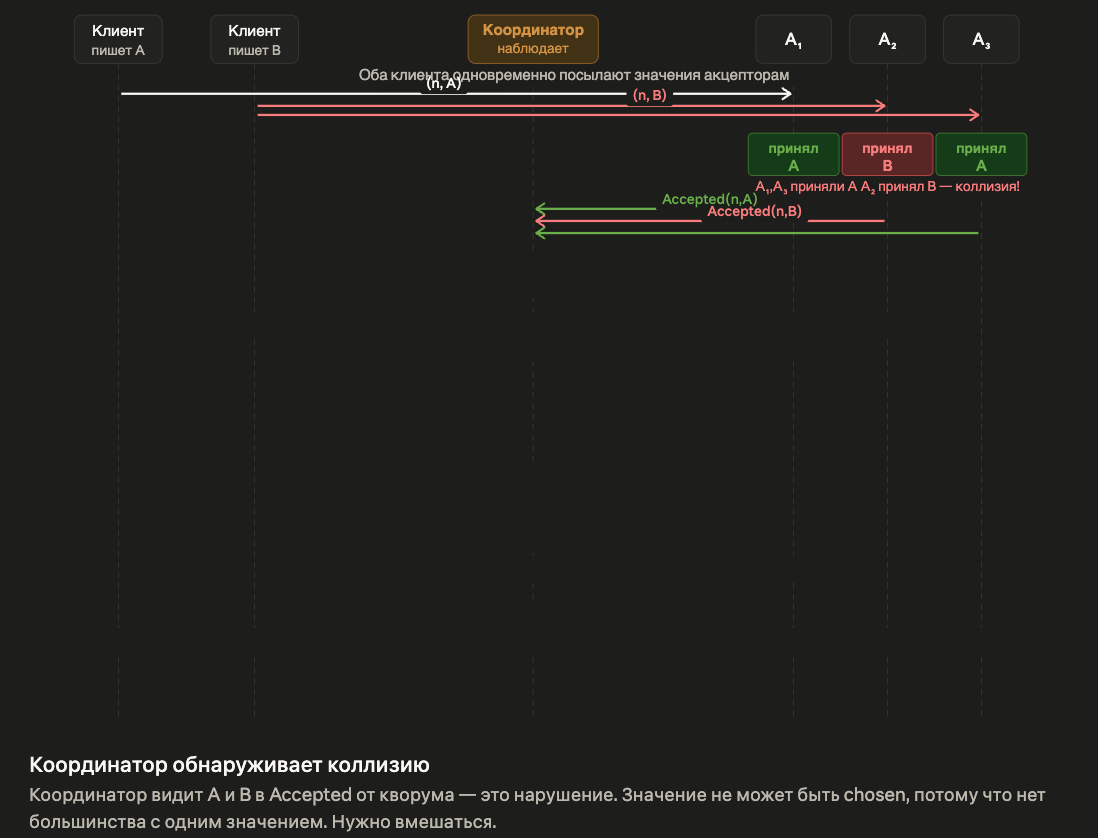 Клиент
пишет A
Клиент
пишет B
Координатор
наблюдает
A₁
A₂
A₃
Оба клиента одновременно посылают значения акцепторам
(n, A)
(n, B)
принял
A
принял
B
принял
A
A₁,A₃ приняли A A₂ принял B — коллизия!
Accepted(n,A)
Accepted(n,B)
Координатор обнаруживает коллизию
Координатор видит A и B в Accepted от кворума — это нарушение. Значение не может быть chosen, потому что нет
большинства с одним значением. Нужно вмешаться.